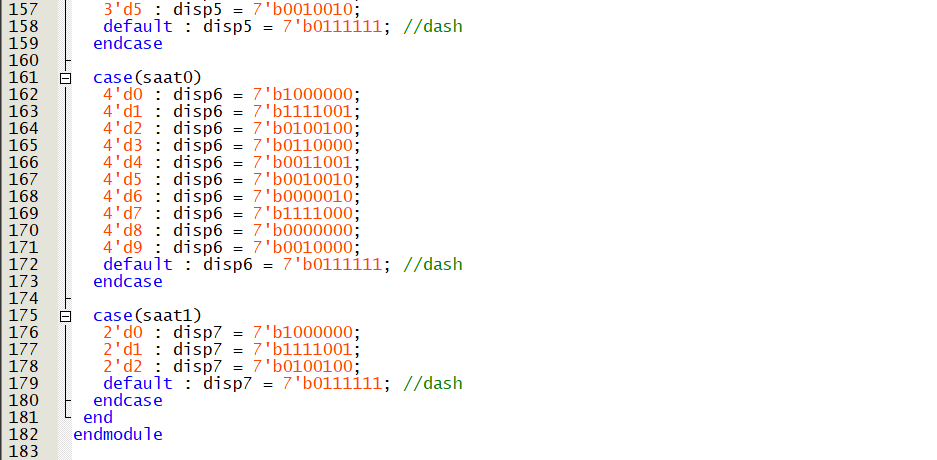 157 3'd5 : disp5 = 7'b0010010;
158 default : disp5 = 7'b0111111; //dash
159 endcase
160
161 case(saat0)
162 4'd0 : disp6 = 7'b1000000;
163 4'd1 : disp6 = 7'b1111001;
164 4'd2 : disp6 = 7'b0100100;
165 4'd3 : disp6 = 7'b0110000;
166 4'd4 : disp6 = 7'b0011001;
167 4'd5 : disp6 = 7'b0010010;
168 4'd6 : disp6 = 7'b0000010;
169 4'd7 : disp6 = 7'b1111000;
170 4'd8 : disp6 = 7'b0000000;
171 4'd9 : disp6 = 7'b0010000;
172 default : disp6 = 7'b0111111; //dash
173 endcase
174
175 case(saat1)
176 2'd0 : disp7 = 7'b1000000;
177 2'd1 : disp7 = 7'b1111001;
178 2'd2 : disp7 = 7'b0100100;
179 default : disp7 = 7'b0111111; //dash
180 endcase
181 end
182 endmodule
183